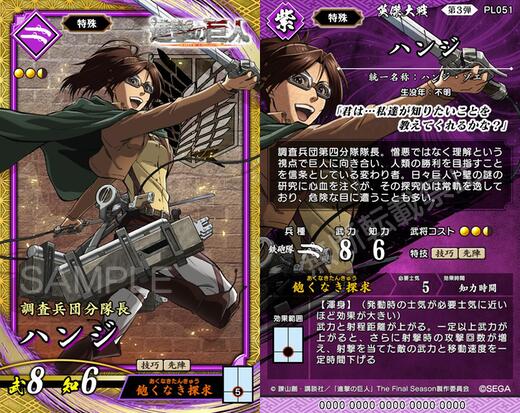 特殊
進撃の巨人
SAMPLE
調査兵団分隊長
ハンジ
技巧 先陣
武8 知6
あくなきたんきゅう
飽くなき探求
5
紫
特殊
英傑大戦
第3弾
PL051
ハンジ
統一名称：ハンジ・ゾエ
生没年：不明
「君は…私達が知りたいことを
教えてくれるかな？」
調査兵団第四分隊隊長。憎悪ではなく理解という
視点で巨人に向き合い、人類の勝利を目指すこと
を信条としている変わり者。日々巨人や壁の謎の
研究に心血を注ぐが、その探究心は常軌を逸して
おり、危険な目に遭うことも多い。
兵種 武力 知力 武将コスト
鉄砲隊 8 6
特技 技巧 先陣
あくなきたんきゅう 必要士気 効果時間
飽くなき探求 5 知力時間
効果範囲
【渾身】（発動時の士気が必要士気に近い
ほど効果が大きい）
武力と射程距離が上がる。一定以上武力が
上がると、さらに射撃時の攻撃回数が増
え、射撃を当てた敵の武力と移動速度を一
定時間下げる
© 諫山創・講談社／「進撃の巨人」The Final Season製作委員会 ©SEGA
0000 0000 0000 0000 0000